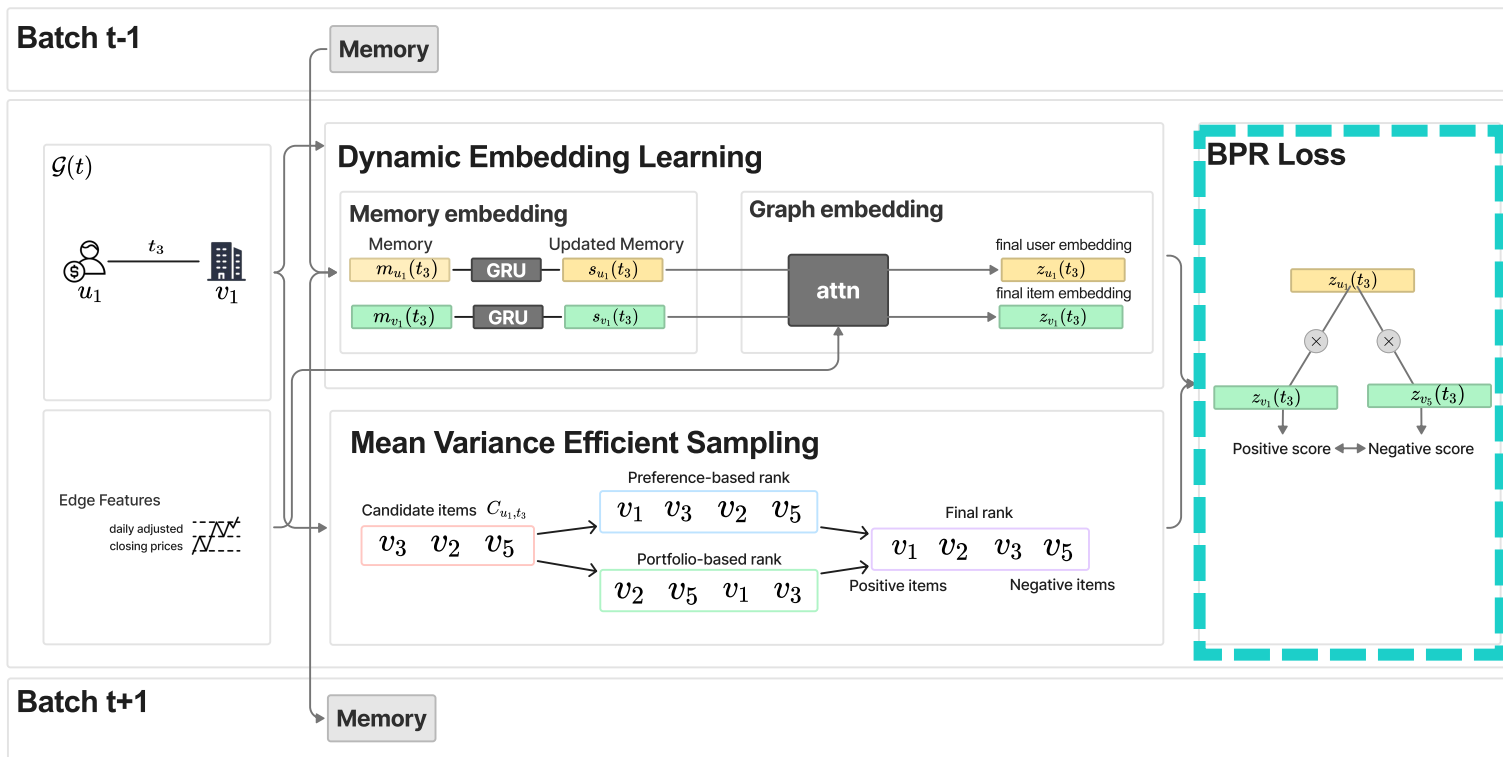 Batch t-1
Memory
𝒢(t)
t₃
u₁
v₁
Edge Features
daily adjusted
closing prices
Dynamic Embedding Learning
Memory embedding
Memory
Updated Memory
m_{u₁}(t₃)
GRU
s_{u₁}(t₃)
m_{v₁}(t₃)
GRU
s_{v₁}(t₃)
Graph embedding
attn
final user embedding
z_{u₁}(t₃)
final item embedding
z_{v₁}(t₃)
Mean Variance Efficient Sampling
Candidate items C_{u₁,t₃}
v₃ v₂ v₅
Preference-based rank
v₁ v₃ v₂ v₅
Portfolio-based rank
v₂ v₅ v₁ v₃
Final rank
v₁ v₂ v₃ v₅
Positive items
Negative items
BPR Loss
z_{u₁}(t₃)
×
×
z_{v₁}(t₃)
z_{v₅}(t₃)
Positive score
Negative score
Batch t+1
Memory